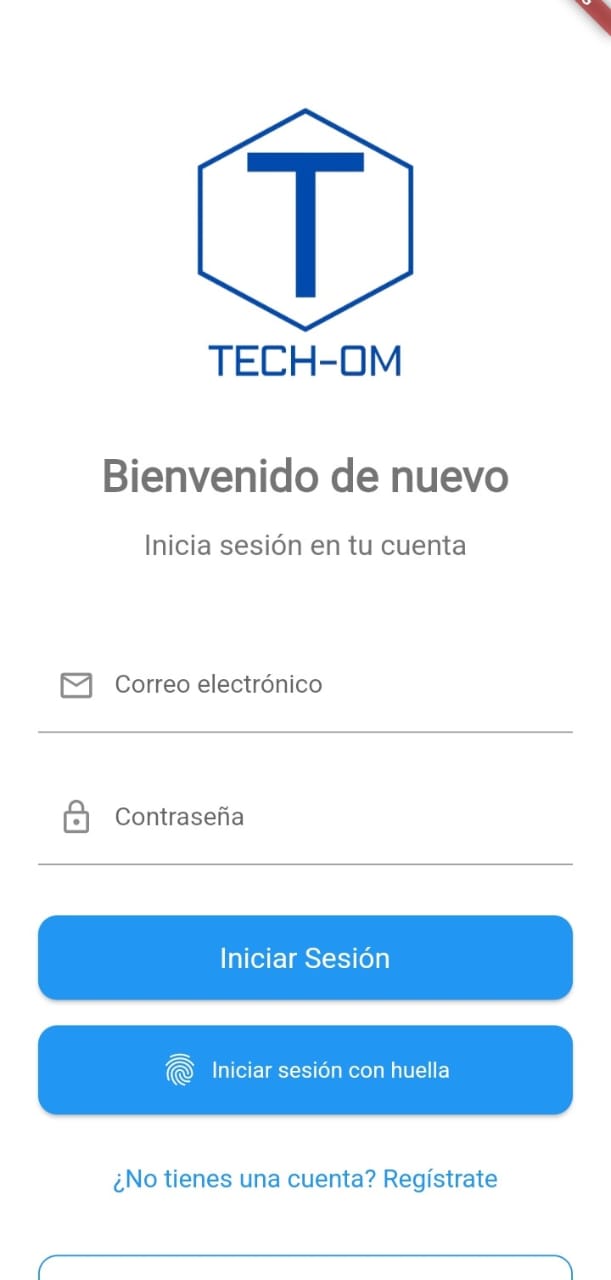 T
TECH-OM
Bienvenido de nuevo
Inicia sesión en tu cuenta
Correo electrónico
Contraseña
Iniciar Sesión
Iniciar sesión con huella
¿No tienes una cuenta? Regístrate